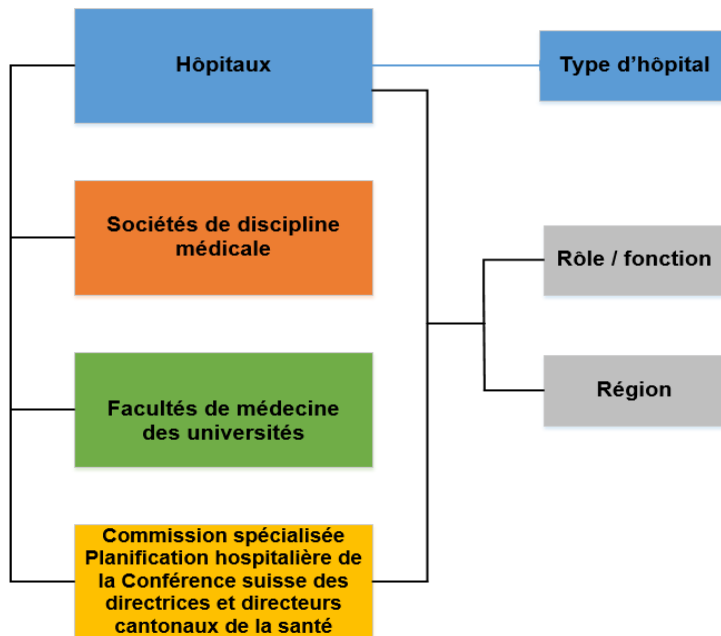 Hôpitaux
Type d’hôpital
Sociétés de discipline
médicale
Rôle / fonction
Région
Facultés de médecine
des universités
Commission spécialisée
Planification hospitalière de
la Conférence suisse des
directrices et directeurs
cantonaux de la santé